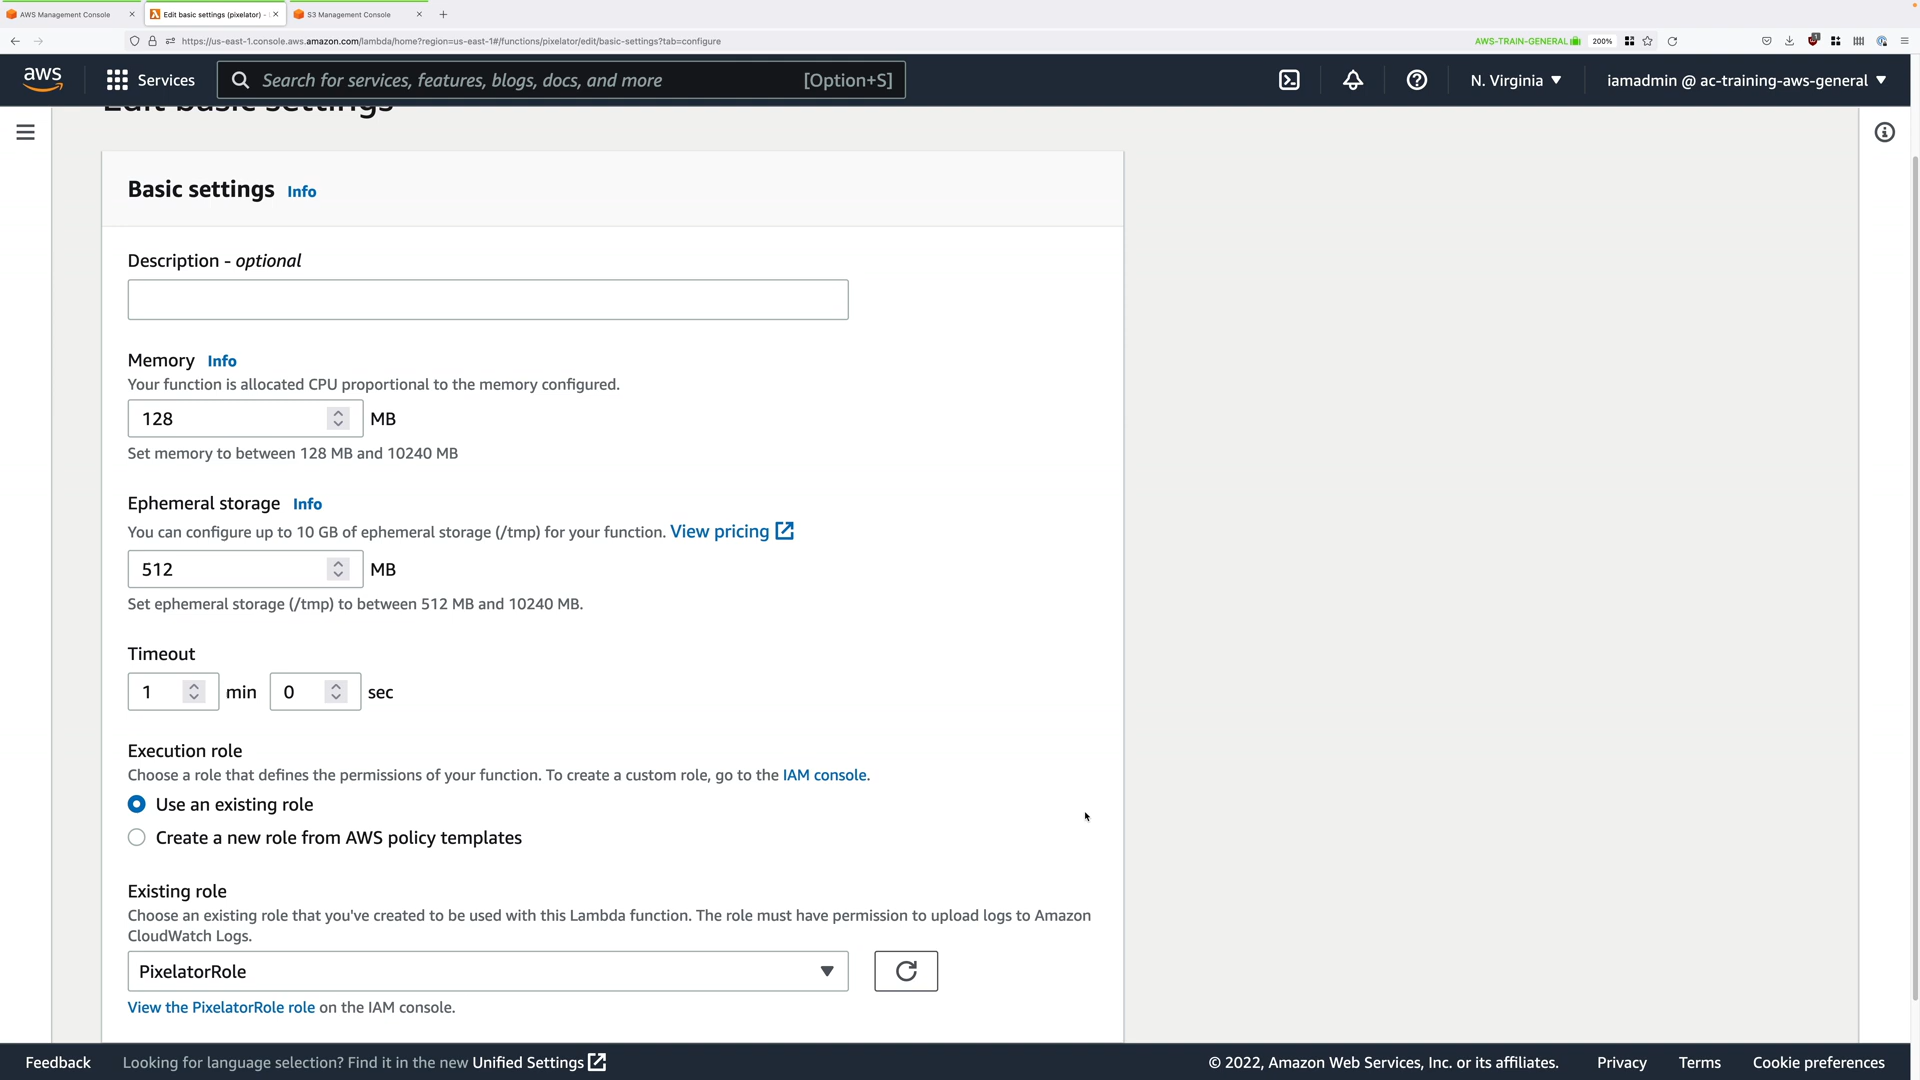 AWS Management Console
Edit basic settings (pixelator) -
S3 Management Console
https://us-east-1.console.aws.amazon.com/lambda/home?region=us-east-1#/functions/pixelator/edit/basic-settings?tab=configure
AWS-TRAIN-GENERAL
200%
aws
Services
Search for services, features, blogs, docs, and more
[Option+S]
N. Virginia
iamadmin @ ac-training-aws-general
Edit basic settings
Basic settings Info
Description - optional
Memory Info
Your function is allocated CPU proportional to the memory configured.
128 MB
Set memory to between 128 MB and 10240 MB
Ephemeral storage Info
You can configure up to 10 GB of ephemeral storage (/tmp) for your function. View pricing
512 MB
Set ephemeral storage (/tmp) to between 512 MB and 10240 MB.
Timeout
1 min 0 sec
Execution role
Choose a role that defines the permissions of your function. To create a custom role, go to the IAM console.
Use an existing role
Create a new role from AWS policy templates
Existing role
Choose an existing role that you've created to be used with this Lambda function. The role must have permission to upload logs to Amazon
CloudWatch Logs.
PixelatorRole
View the PixelatorRole role on the IAM console.
Feedback
Looking for language selection? Find it in the new Unified Settings
© 2022, Amazon Web Services, Inc. or its affiliates.
Privacy
Terms
Cookie preferences